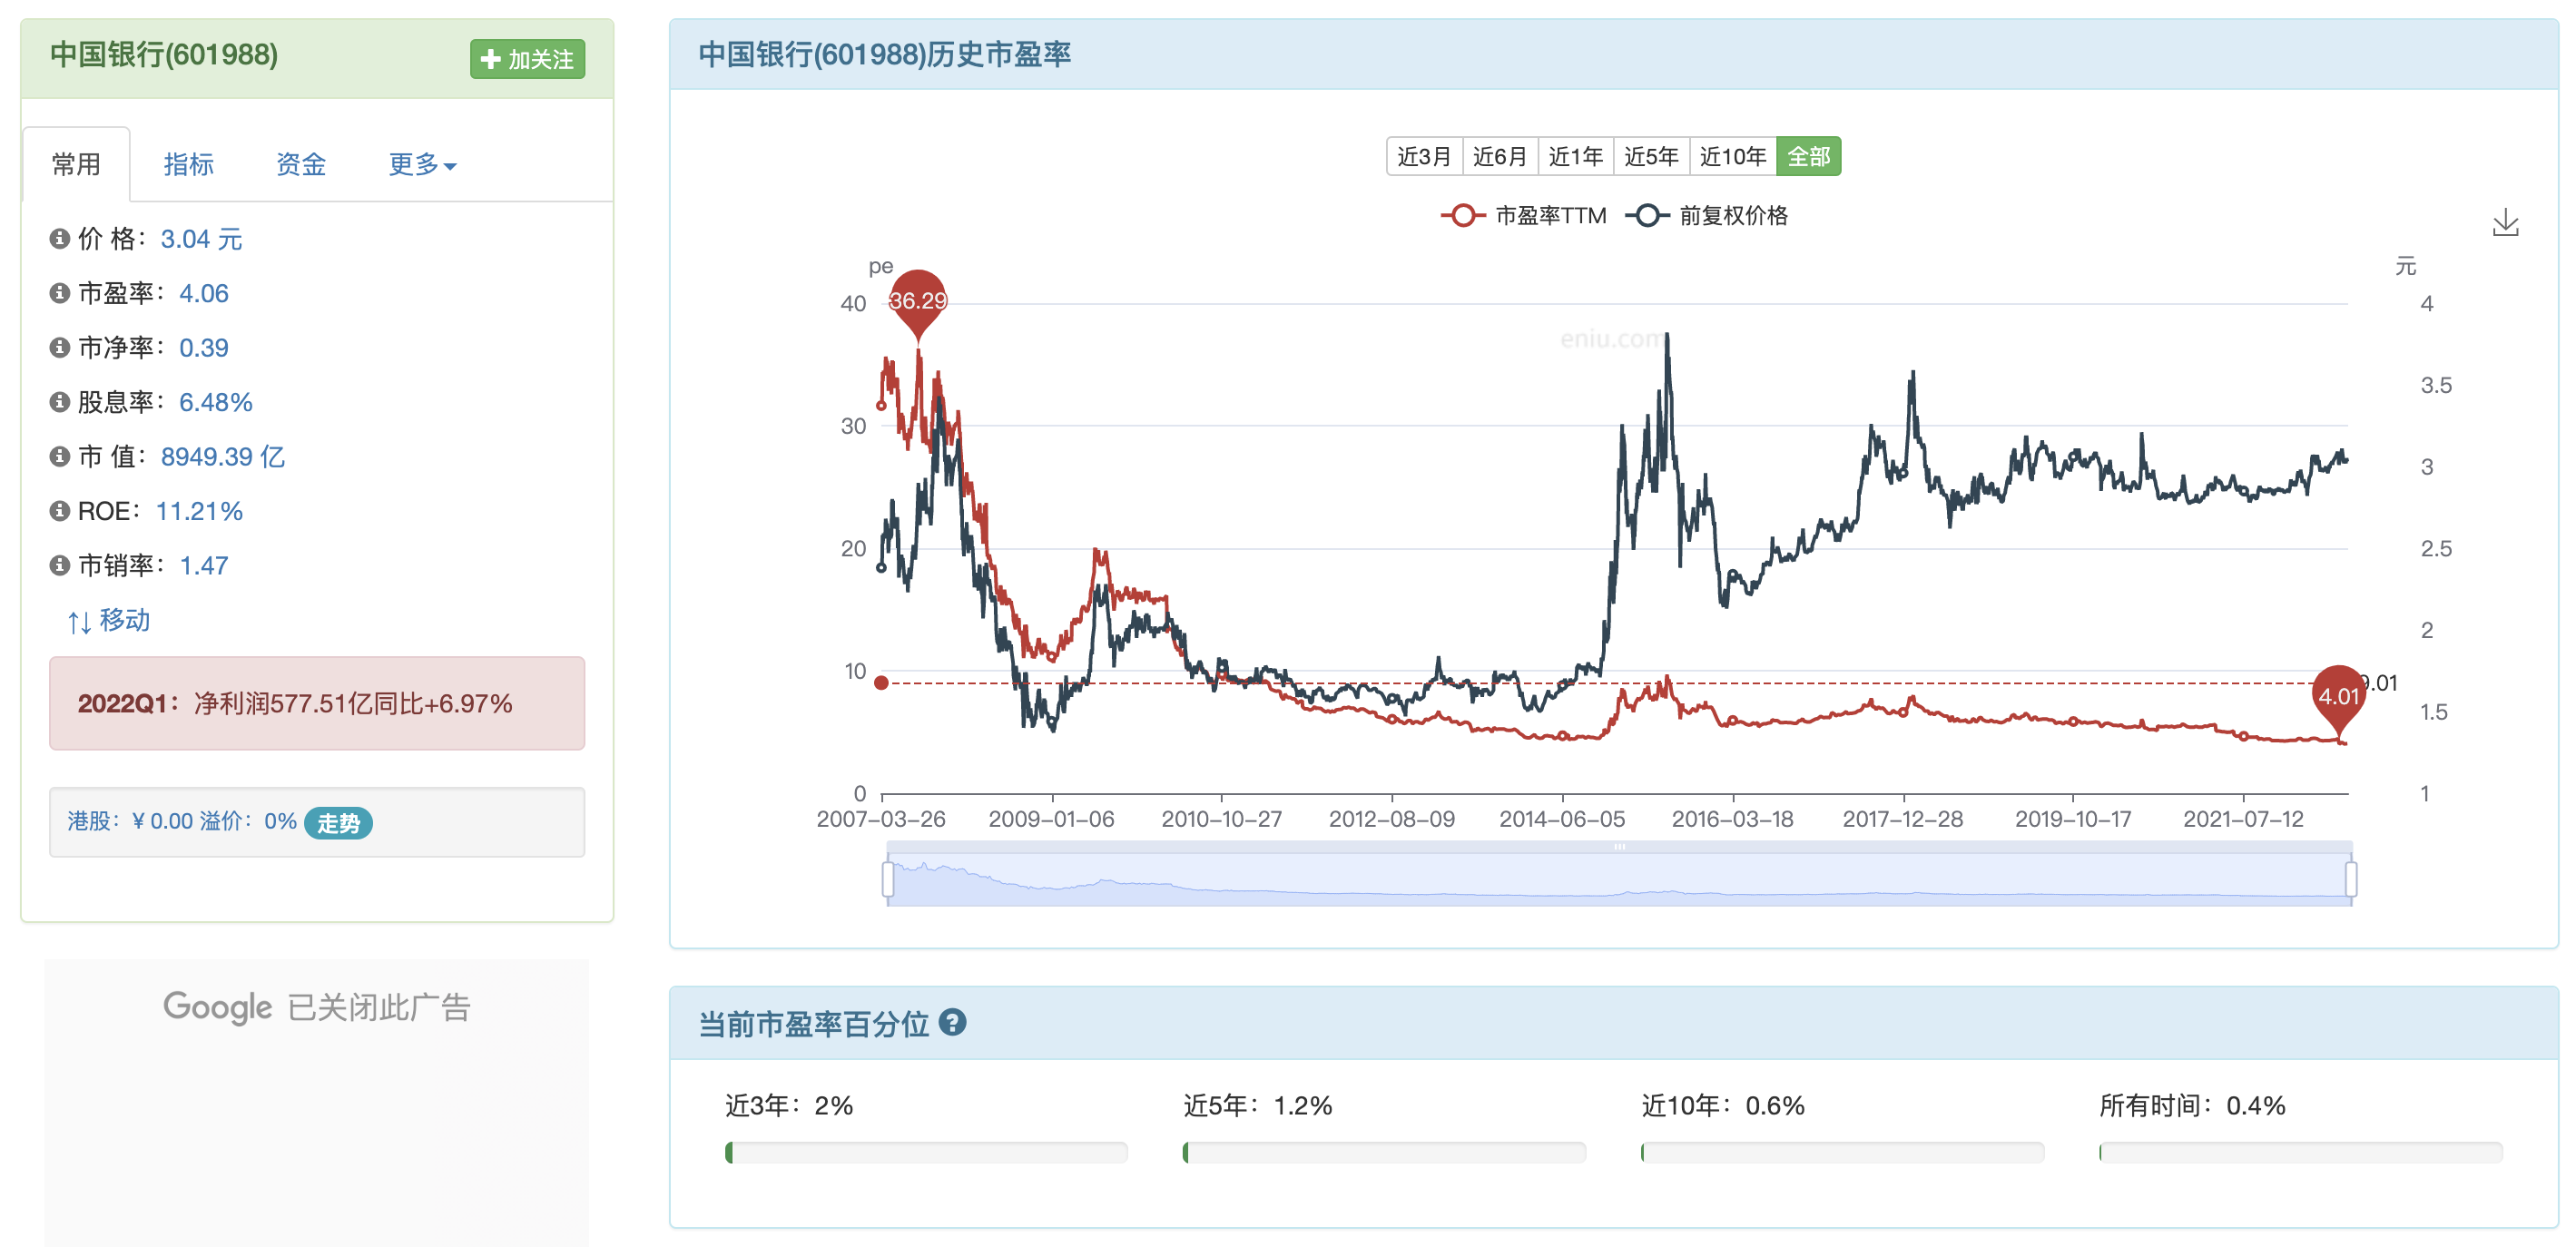 中国银行(601988)
加关注
常用 指标 资金 更多
价 格： 3.04 元
市盈率： 4.06
市净率： 0.39
股息率： 6.48%
市 值： 8949.39 亿
ROE： 11.21%
市销率： 1.47
↑↓ 移动
2022Q1：净利润577.51亿同比+6.97%
港股：¥ 0.00 溢价：0% 走势
Google 已关闭此广告
中国银行(601988)历史市盈率
近3月 近6月 近1年 近5年 近10年 全部
市盈率TTM 前复权价格
pe 元
36.29
eniu.com
40 4
3.5
30
3
20 2.5
2
10
9.01
4.01
1.5
0 1
2007-03-26 2009-01-06 2010-10-27 2012-08-09 2014-06-05 2016-03-18 2017-12-28 2019-10-17 2021-07-12
当前市盈率百分位
近3年：2% 近5年：1.2% 近10年：0.6% 所有时间：0.4%